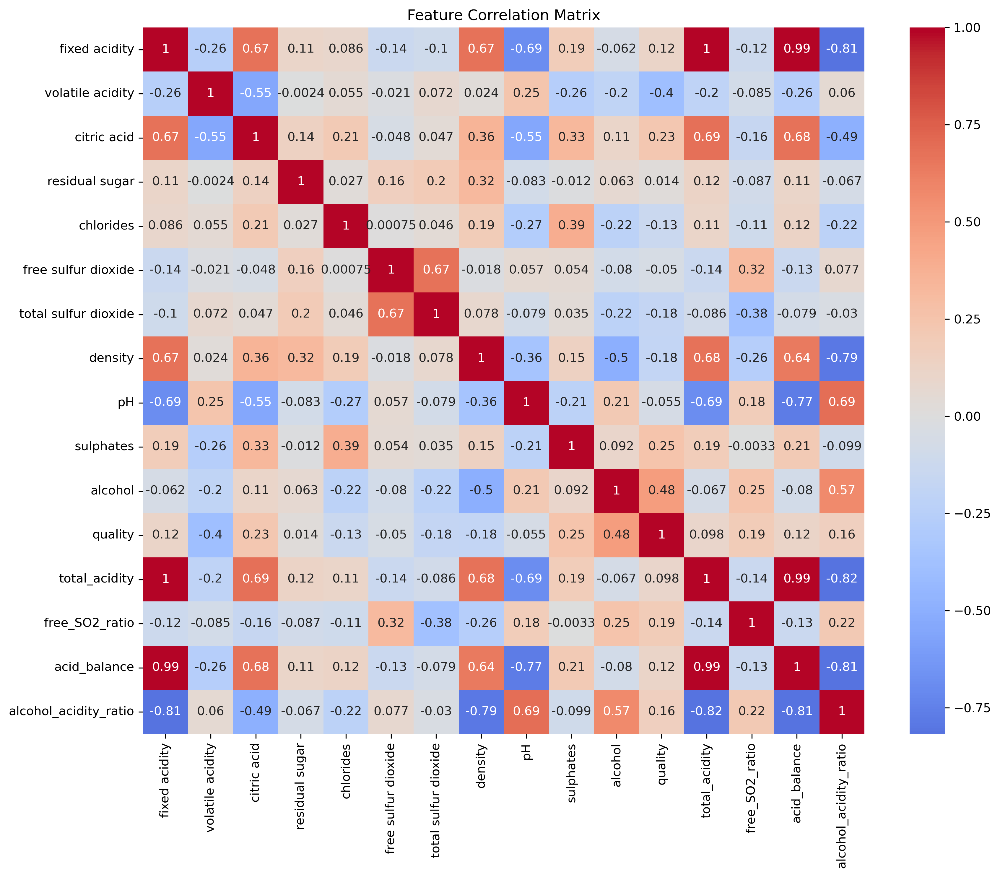 Feature Correlation Matrix
fixed acidity 1 -0.26 0.67 0.11 0.086 -0.14 -0.1 0.67 -0.69 0.19 -0.062 0.12 1 -0.12 0.99 -0.81
volatile acidity -0.26 1 -0.55 -0.0024 0.055 -0.021 0.072 0.024 0.25 -0.26 -0.2 -0.4 -0.2 -0.085 -0.26 0.06
citric acid 0.67 -0.55 1 0.14 0.21 -0.048 0.047 0.36 -0.55 0.33 0.11 0.23 0.69 -0.16 0.68 -0.49
residual sugar 0.11 -0.0024 0.14 1 0.027 0.16 0.2 0.32 -0.083 -0.012 0.063 0.014 0.12 -0.087 0.11 -0.067
chlorides 0.086 0.055 0.21 0.027 1 0.00075 0.046 0.19 -0.27 0.39 -0.22 -0.13 0.11 -0.11 0.12 -0.22
free sulfur dioxide -0.14 -0.021 -0.048 0.16 0.00075 1 0.67 -0.018 0.057 0.054 -0.08 -0.05 -0.14 0.32 -0.13 0.077
total sulfur dioxide -0.1 0.072 0.047 0.2 0.046 0.67 1 0.078 -0.079 0.035 -0.22 -0.18 -0.086 -0.38 -0.079 -0.03
density 0.67 0.024 0.36 0.32 0.19 -0.018 0.078 1 -0.36 0.15 -0.5 -0.18 0.68 -0.26 0.64 -0.79
pH -0.69 0.25 -0.55 -0.083 -0.27 0.057 -0.079 -0.36 1 -0.21 0.21 -0.055 -0.69 0.18 -0.77 0.69
sulphates 0.19 -0.26 0.33 -0.012 0.39 0.054 0.035 0.15 -0.21 1 0.092 0.25 0.19 -0.0033 0.21 -0.099
alcohol -0.062 -0.2 0.11 0.063 -0.22 -0.08 -0.22 -0.5 0.21 0.092 1 0.48 -0.067 0.25 -0.08 0.57
quality 0.12 -0.4 0.23 0.014 -0.13 -0.05 -0.18 -0.18 -0.055 0.25 0.48 1 0.098 0.19 0.12 0.16
total_acidity 1 -0.2 0.69 0.12 0.11 -0.14 -0.086 0.68 -0.69 0.19 -0.067 0.098 1 -0.14 0.99 -0.82
free_SO2_ratio -0.12 -0.085 -0.16 -0.087 -0.11 0.32 -0.38 -0.26 0.18 -0.0033 0.25 0.19 -0.14 1 -0.13 0.22
acid_balance 0.99 -0.26 0.68 0.11 0.12 -0.13 -0.079 0.64 -0.77 0.21 -0.08 0.12 0.99 -0.13 1 -0.81
alcohol_acidity_ratio -0.81 0.06 -0.49 -0.067 -0.22 0.077 -0.03 -0.79 0.69 -0.099 0.57 0.16 -0.82 0.22 -0.81 1
fixed acidity
volatile acidity
citric acid
residual sugar
chlorides
free sulfur dioxide
total sulfur dioxide
density
pH
sulphates
alcohol
quality
total_acidity
free_SO2_ratio
acid_balance
alcohol_acidity_ratio
1.00
0.75
0.50
0.25
0.00
−0.25
−0.50
−0.75